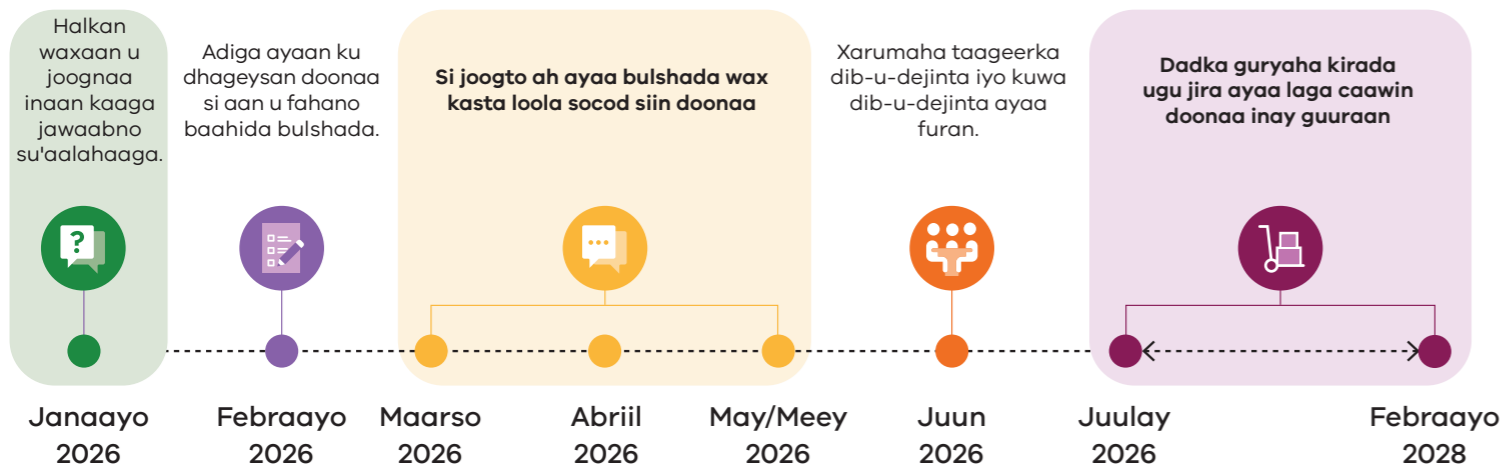 Halkan
waxaan u
joognaa
inaan kaaga
jawaabno
su'aalahaaga.
Adiga ayaan ku
dhageysan doonaa
si aan u fahano
baahida bulshada.
Si joogto ah ayaa bulshada wax
kasta loola socod siin doonaa
Xarumaha taageerka
dib-u-dejinta iyo kuwa
dib-u-dejinta ayaa
furan.
Dadka guryaha kirada
ugu jira ayaa laga caawin
doonaa inay guuraan
?
Janaayo
2026
Febraayo
2026
Maarso
2026
Abriil
2026
May/Meey
2026
Juun
2026
Juulay
2026
Febraayo
2028